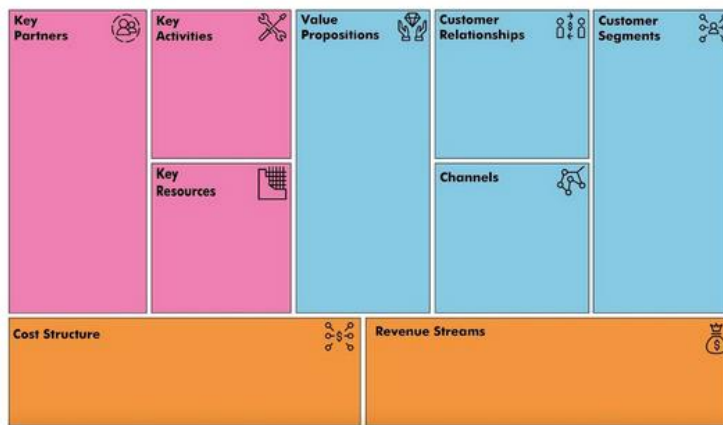 Key
Partners
Key
Activities
Value
Propositions
Customer
Relationships
Customer
Segments
Key
Resources
Channels
Cost Structure
Revenue Streams